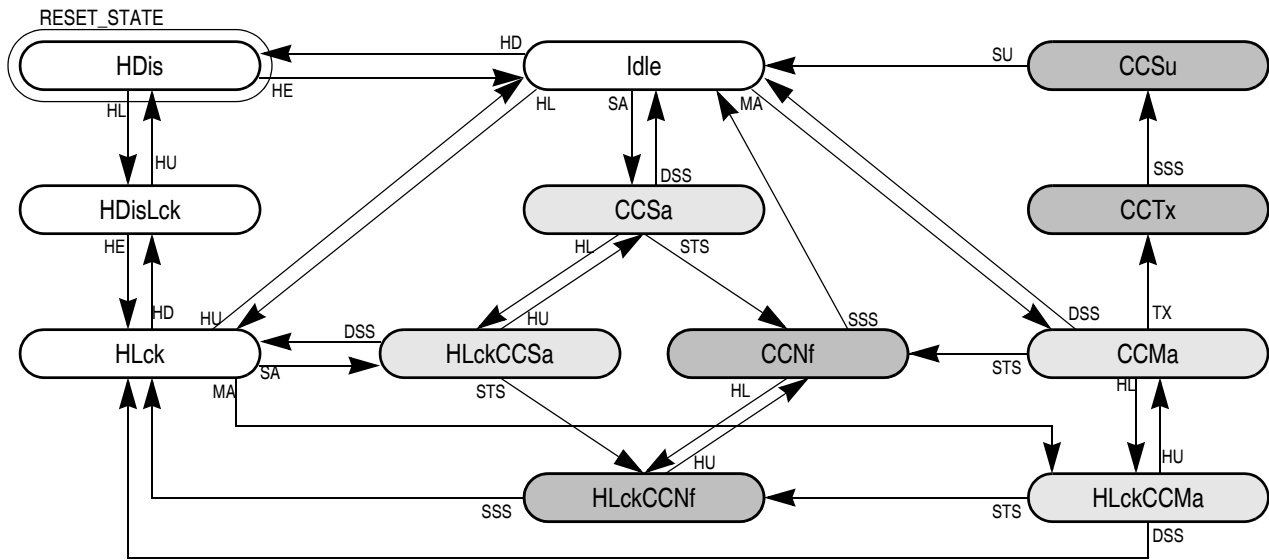 RESET_STATE
HDis
HD
Idle
SU
CCSu
HE
HL
HL
SA
MA
HU
DSS
SSS
HDisLck
CCSa
CCTx
HE
HL
STS
HD
HU
HU
DSS
SSS
DSS
TX
HLck
HLckCCSa
CCNf
CCMa
SA
STS
MA
STS
HL
HL
HU
HU
HLckCCNf
HLckCCMa
SSS
STS
DSS